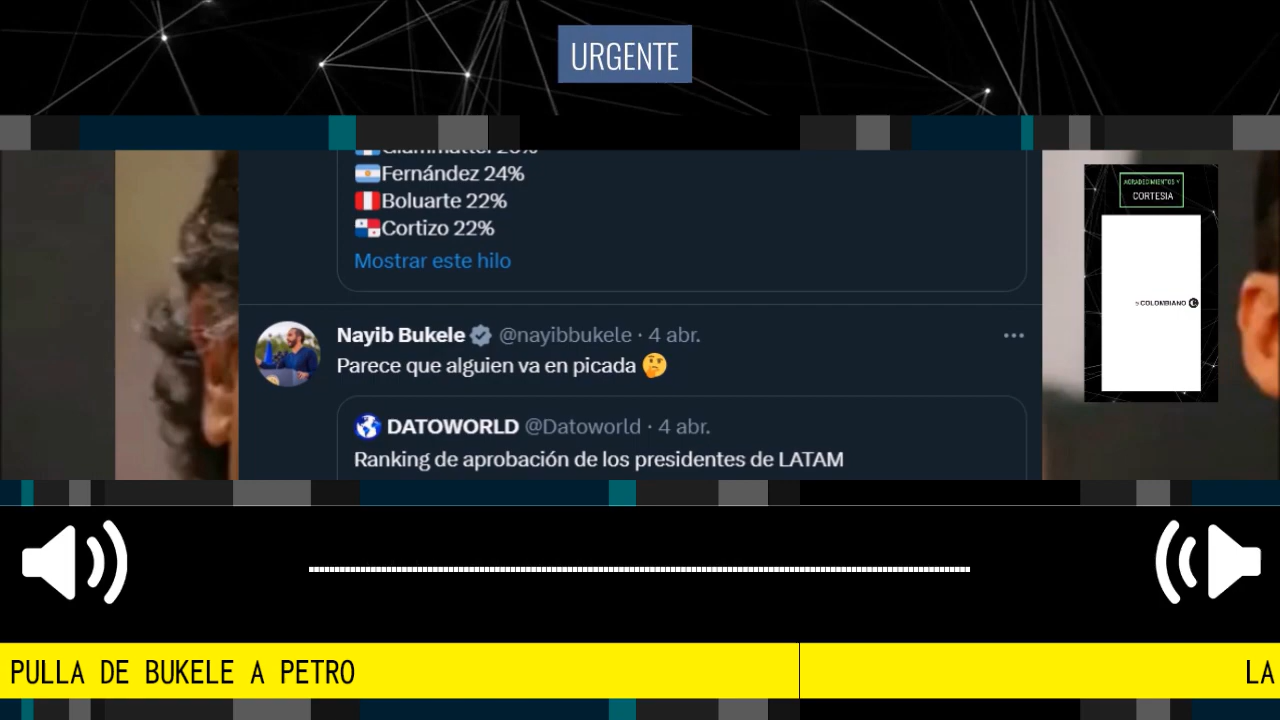 URGENTE
Giammattei 26%
Fernández 24%
Boluarte 22%
Cortizo 22%
Mostrar este hilo
Nayib Bukele @nayibbukele · 4 abr.
Parece que alguien va en picada 🤔
DATOWORLD @Datoworld · 4 abr.
Ranking de aprobación de los presidentes de LATAM
AGRADECIMIENTOS Y
CORTESIA
COLOMBIANO
PULLA DE BUKELE A PETRO
LA